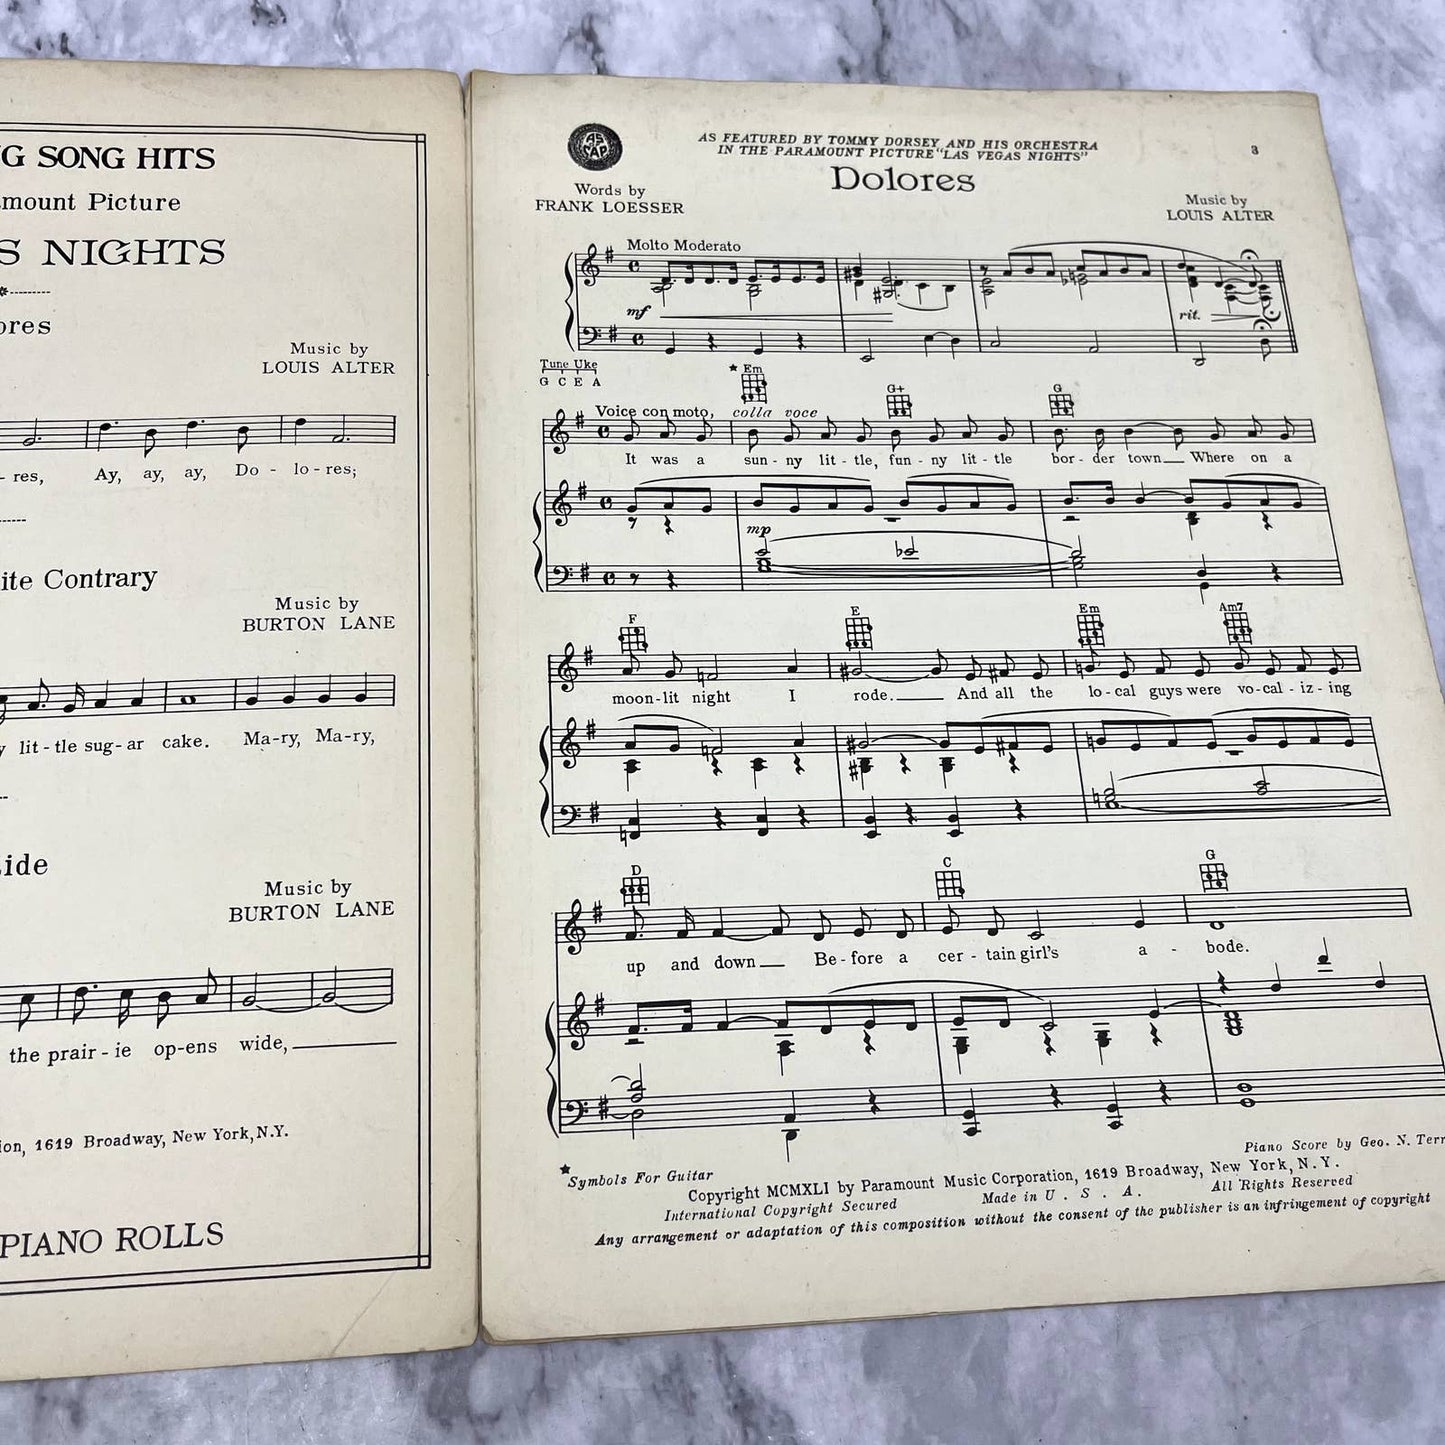 SONG HITS
Picture
NIGHTS
Music by
LOUIS ALTER
- res, Ay, ay, ay, Do - lo - res;
Contrary
Music by
BURTON LANE
lit - tle sug - ar cake. Ma - ry, Ma - ry,
Music by
BURTON LANE
the prair - ie op - ens wide,
1619 Broadway, New York, N.Y.
PIANO ROLLS
AS CAP
AS FEATURED BY TOMMY DORSEY AND HIS ORCHESTRA
IN THE PARAMOUNT PICTURE "LAS VEGAS NIGHTS"
3
Dolores
Words by
FRANK LOESSER
Music by
LOUIS ALTER
Molto Moderato
mf
rit.
Tune Uke
G C E A
★ Em G+ G
Voice con moto, colla voce
It was a sun - ny lit - tle, fun - ny lit - tle bor - der town Where on a
mp
F E Em Am7
moon - lit night I rode. And all the lo - cal guys were vo - cal - iz - ing
D C G
up and down Be - fore a cer - tain girl's a - bode.
Piano Score by Geo. N.
★ Symbols For Guitar
Copyright MCMXLI by Paramount Music Corporation, 1619 Broadway, New York, N.Y.
International Copyright Secured Made in U. S. A. All Rights Reserved
Any arrangement or adaptation of this composition without the consent of the publisher is an infringement of copyright